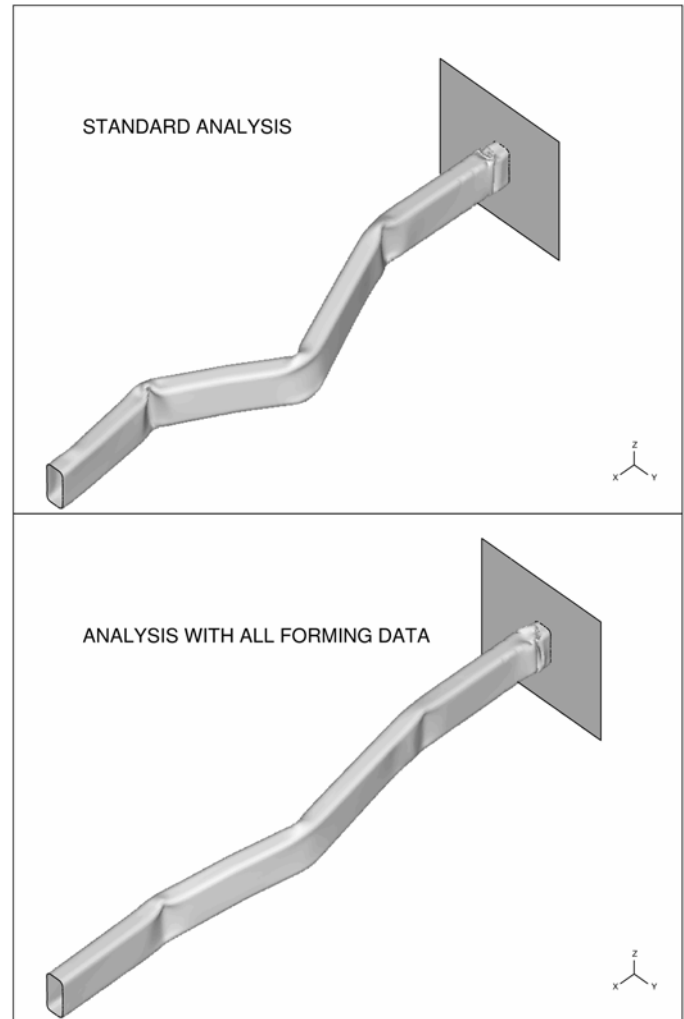 STANDARD ANALYSIS
Z
X Y
ANALYSIS WITH ALL FORMING DATA
Z
X Y